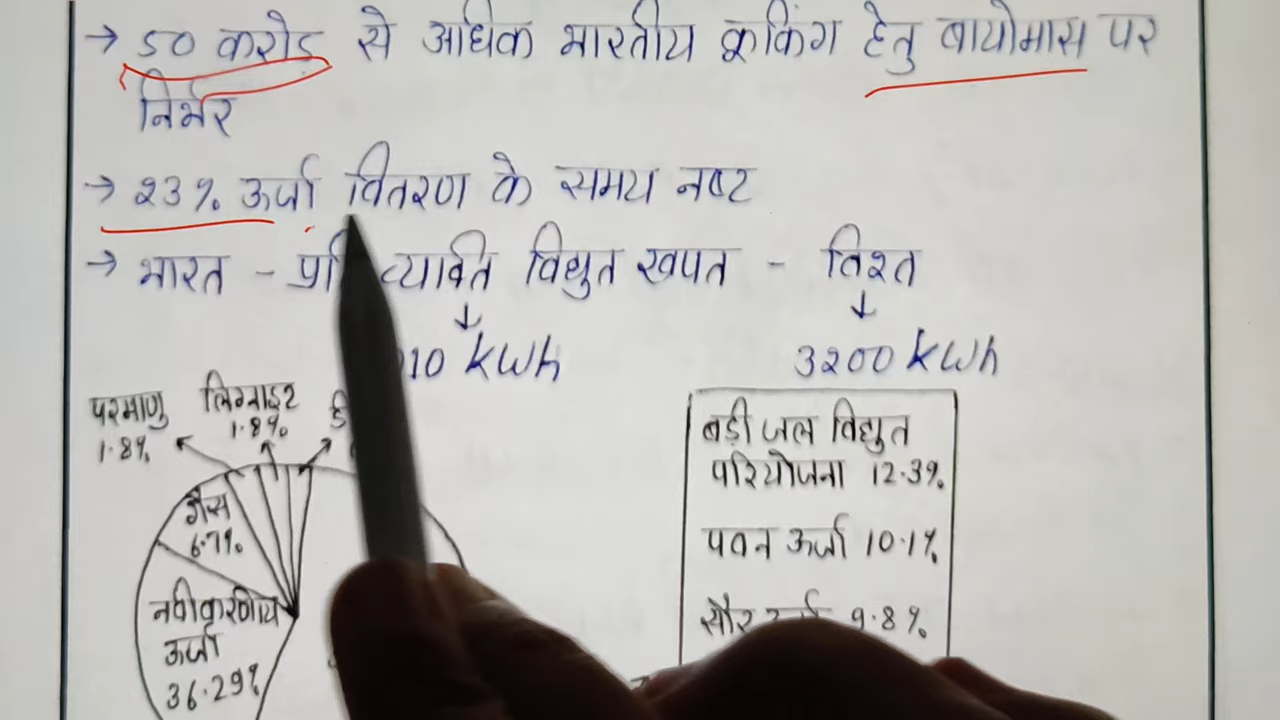 → 50 करोड़ से अधिक भारतीय कूकिंग हेतु बायोमास पर
निर्भर
→ 23% ऊर्जा वितरण के समय नष्ट
→ भारत - विद्युत खपत - विश्त
↓ ↓
10 kWh 3200 kWh
परमाणु
1.8%
लिग्नाइट
1.8%
गैस
6.7%
नवीकरणीय
ऊर्जा
36.29%
बड़ी जल विद्युत
परियोजना 12.3%
पवन ऊर्जा 10.1%
सौर 9.8%